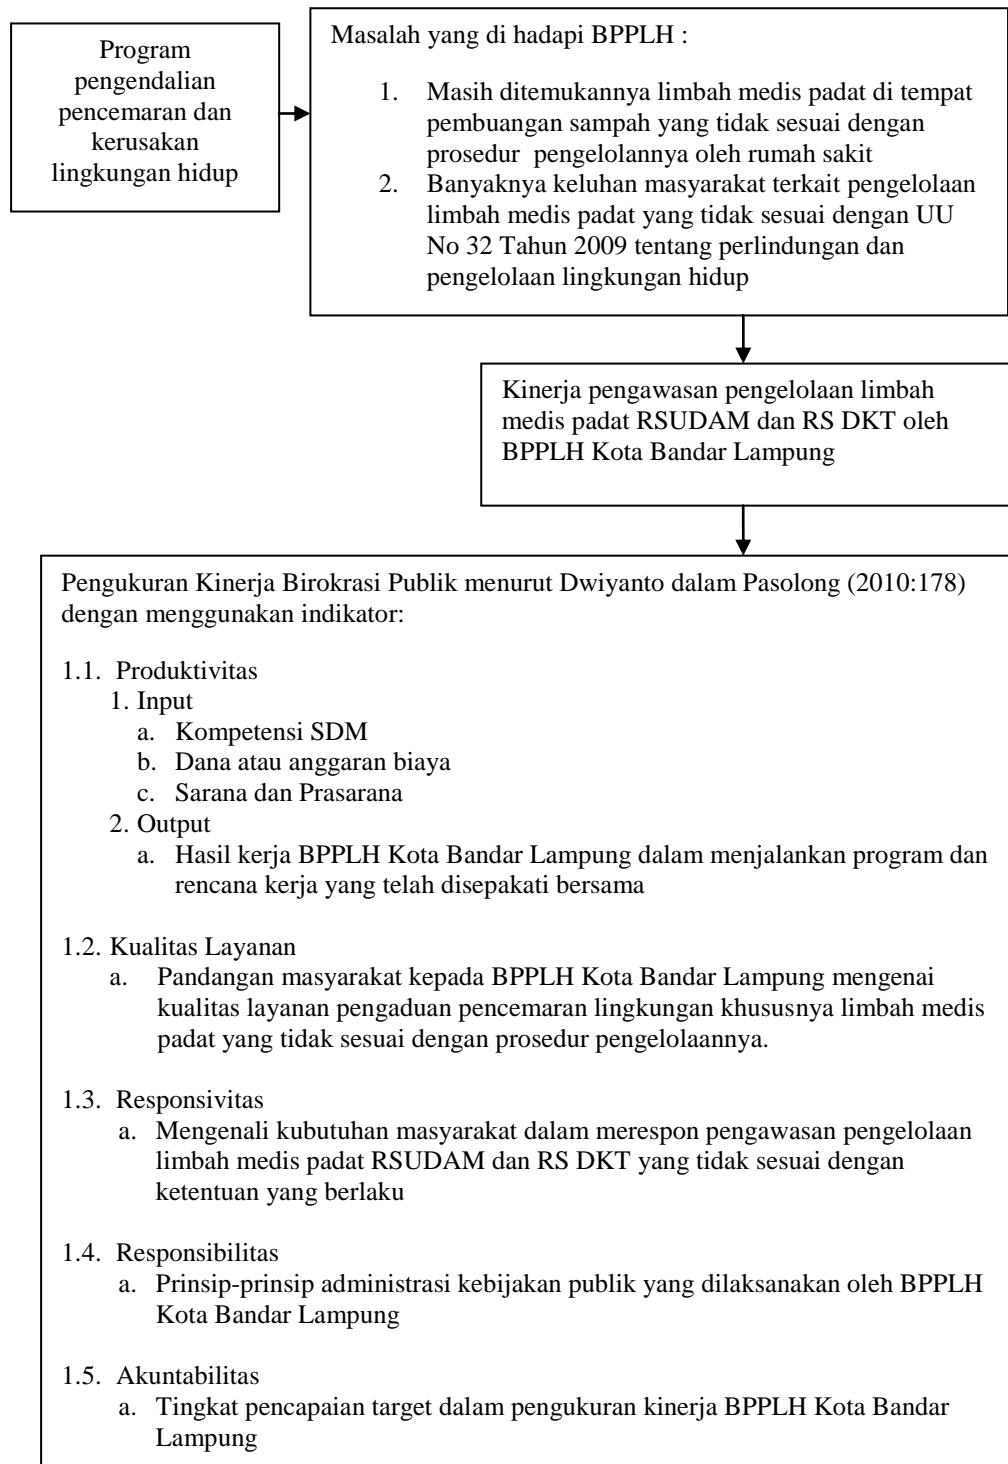 Program
pengendalian
pencemaran dan
kerusakan
lingkungan hidup
Masalah yang di hadapi BPPLH :
1. Masih ditemukannya limbah medis padat di tempat
pembuangan sampah yang tidak sesuai dengan
prosedur pengelolannya oleh rumah sakit
2. Banyaknya keluhan masyarakat terkait pengelolaan
limbah medis padat yang tidak sesuai dengan UU
No 32 Tahun 2009 tentang perlindungan dan
pengelolaan lingkungan hidup
Kinerja pengawasan pengelolaan limbah
medis padat RSUDAM dan RS DKT oleh
BPPLH Kota Bandar Lampung
Pengukuran Kinerja Birokrasi Publik menurut Dwiyanto dalam Pasolong (2010:178)
dengan menggunakan indikator:
1.1. Produktivitas
1. Input
a. Kompetensi SDM
b. Dana atau anggaran biaya
c. Sarana dan Prasarana
2. Output
a. Hasil kerja BPPLH Kota Bandar Lampung dalam menjalankan program dan
rencana kerja yang telah disepakati bersama
1.2. Kualitas Layanan
a. Pandangan masyarakat kepada BPPLH Kota Bandar Lampung mengenai
kualitas layanan pengaduan pencemaran lingkungan khususnya limbah medis
padat yang tidak sesuai dengan prosedur pengelolaannya.
1.3. Responsivitas
a. Mengenali kubutuhan masyarakat dalam merespon pengawasan pengelolaan
limbah medis padat RSUDAM dan RS DKT yang tidak sesuai dengan
ketentuan yang berlaku
1.4. Responsibilitas
a. Prinsip-prinsip administrasi kebijakan publik yang dilaksanakan oleh BPPLH
Kota Bandar Lampung
1.5. Akuntabilitas
a. Tingkat pencapaian target dalam pengukuran kinerja BPPLH Kota Bandar
Lampung